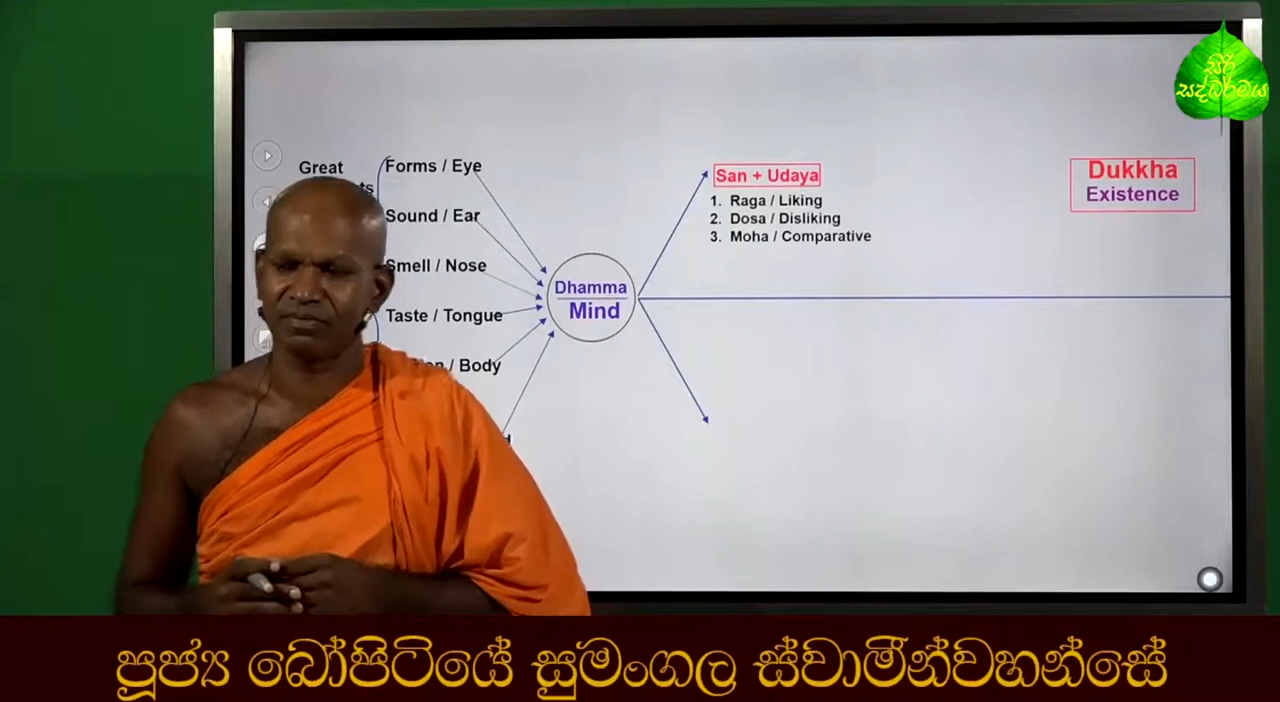 සිරි
සද්ධර්මය
Great
Forms / Eye
Sound / Ear
Smell / Nose
Taste / Tongue
/ Body
Dhamma
Mind
San + Udaya
1. Raga / Liking
2. Dosa / Disliking
3. Moha / Comparative
Dukkha
Existence
පූජ්‍ය බෝපිටියේ සුමංගල ස්වාමීන්වහන්සේ